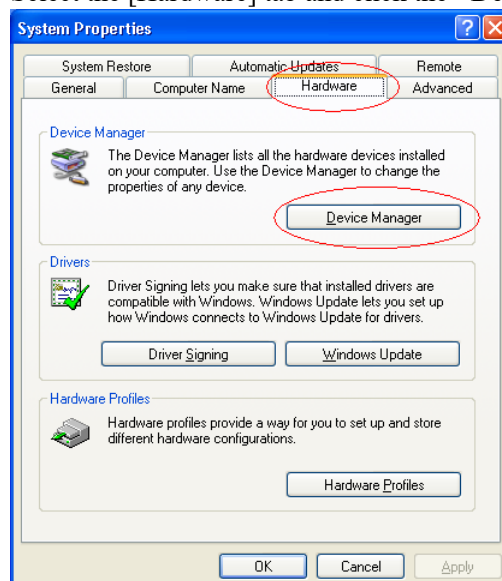 System Properties
System Restore Automatic Updates Remote
General Computer Name Hardware Advanced
Device Manager
The Device Manager lists all the hardware devices installed
on your computer. Use the Device Manager to change the
properties of any device.
Device Manager
Drivers
Driver Signing lets you make sure that installed drivers are
compatible with Windows. Windows Update lets you set up
how Windows connects to Windows Update for drivers.
Driver Signing Windows Update
Hardware Profiles
Hardware profiles provide a way for you to set up and store
different hardware configurations.
Hardware Profiles
OK Cancel Apply